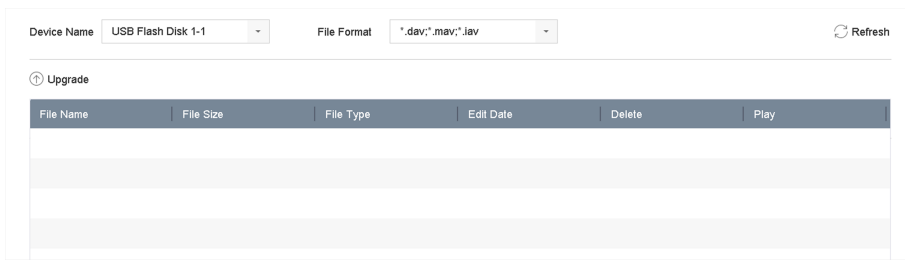 Device Name USB Flash Disk 1-1 File Format *.dav;*.mav;*.iav Refresh
Upgrade
File Name File Size File Type Edit Date Delete Play